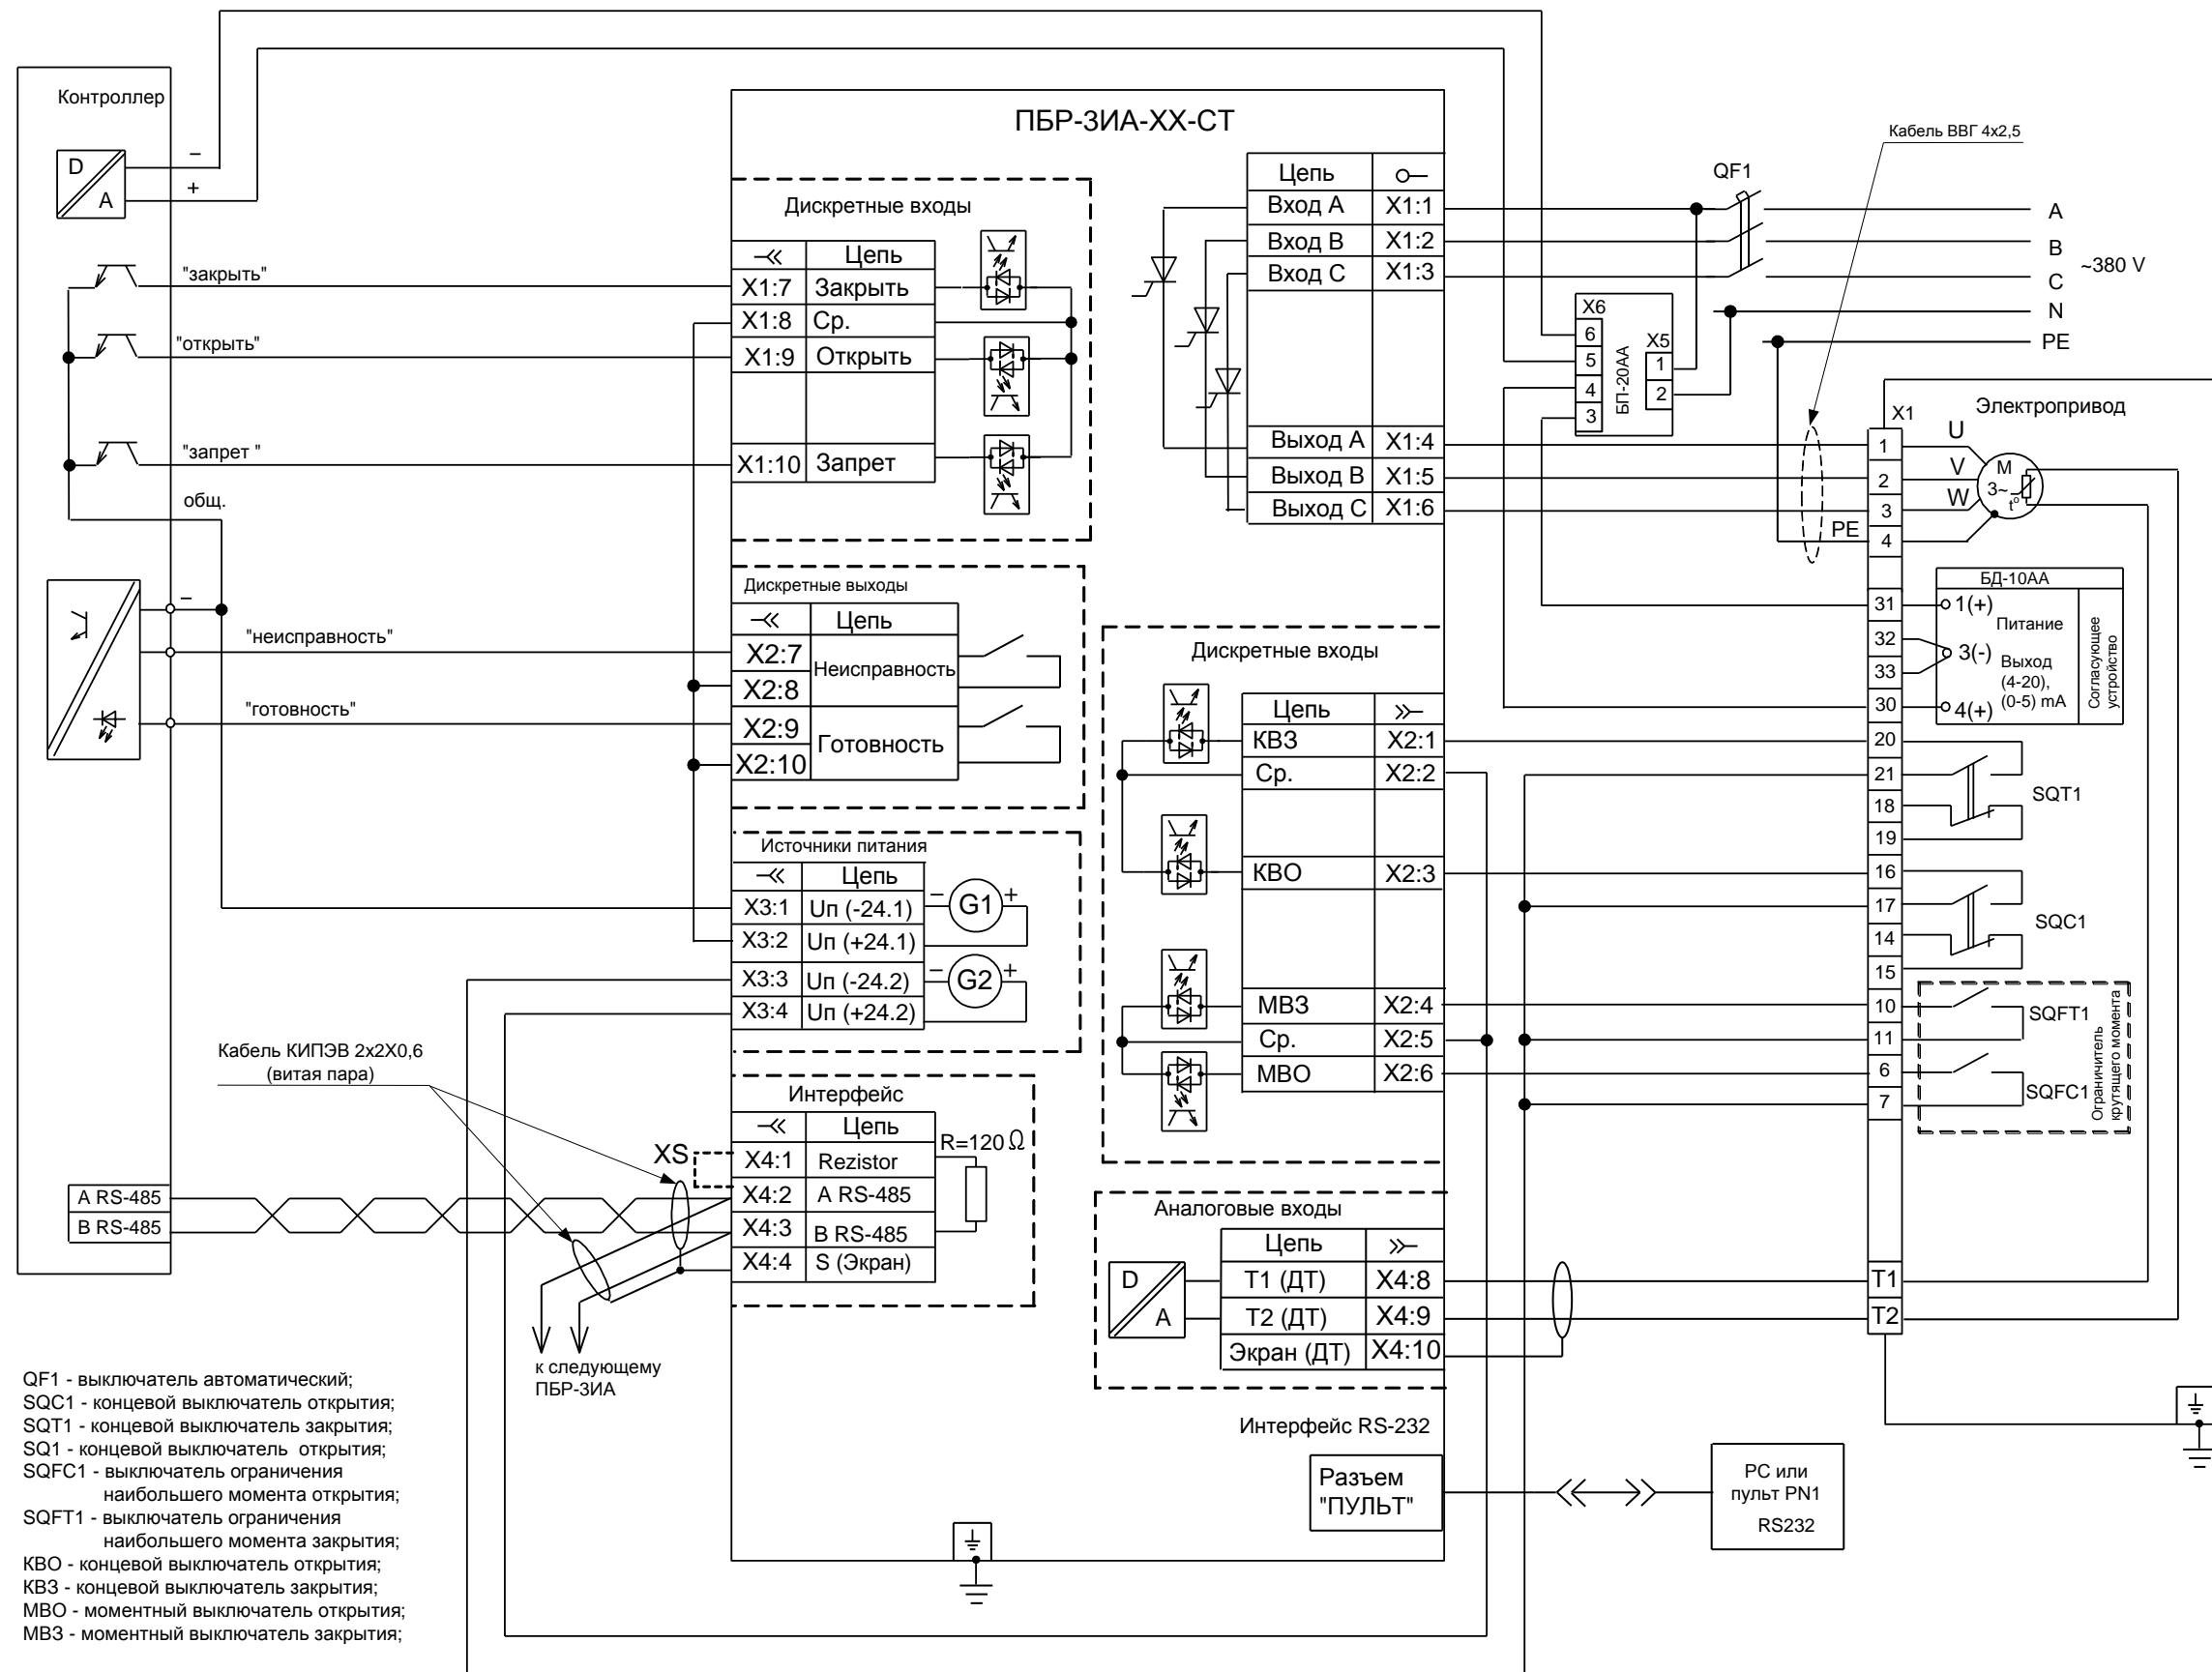 Контроллер
D
A
–
+
"закрыть"
"открыть"
"запрет "
общ.
–
"неисправность"
"готовность"
A RS-485
B RS-485
Кабель КИПЭВ 2х2Х0,6
(витая пара)
XS
к следующему
ПБР-3ИА
ПБР-3ИА-ХХ-СТ
Дискретные входы
Цепь
X1:7 Закрыть
X1:8 Ср.
X1:9 Открыть
X1:10 Запрет
Дискретные выходы
Цепь
X2:7
Неисправность
X2:8
X2:9
Готовность
X2:10
Источники питания
Цепь
X3:1 Uп (-24.1)
X3:2 Uп (+24.1)
X3:3 Uп (-24.2)
X3:4 Uп (+24.2)
– G1 +
– G2 +
Интерфейс
Цепь
X4:1 Rezistor
X4:2 A RS-485
X4:3 B RS-485
X4:4 S (Экран)
R=120 Ω
Цепь
Вход А X1:1
Вход В X1:2
Вход С X1:3
Выход А X1:4
Выход В X1:5
Выход С X1:6
Дискретные входы
Цепь
КВЗ X2:1
Ср. X2:2
КВО X2:3
МВЗ X2:4
Ср. X2:5
МВО X2:6
Аналоговые входы
Цепь
D
A
Т1 (ДТ) X4:8
Т2 (ДТ) X4:9
Экран (ДТ) X4:10
Интерфейс RS-232
Разъем
"ПУЛЬТ"
РС или
пульт PN1
RS232
QF1
Кабель ВВГ 4х2,5
A
B
C
N
PE
~380 V
X6
6
5
4
3
БП-20АА
X5
1
2
X1
Электропривод
1
2
3
4
31
32
33
30
20
21
18
19
16
17
14
15
10
11
6
7
T1
T2
U
V
W
PE
M
3~
t°
БД-10АА
1(+)
Питание
3(-)
Выход
(4-20),
(0-5) mA
4(+)
Согласующее
устройство
SQT1
SQC1
SQFT1
SQFC1
Ограничитель
крутящего момента
QF1 - выключатель автоматический;
SQC1 - концевой выключатель открытия;
SQT1 - концевой выключатель закрытия;
SQ1 - концевой выключатель открытия;
SQFC1 - выключатель ограничения
наибольшего момента открытия;
SQFT1 - выключатель ограничения
наибольшего момента закрытия;
КВО - концевой выключатель открытия;
КВЗ - концевой выключатель закрытия;
МВО - моментный выключатель открытия;
МВЗ - моментный выключатель закрытия;